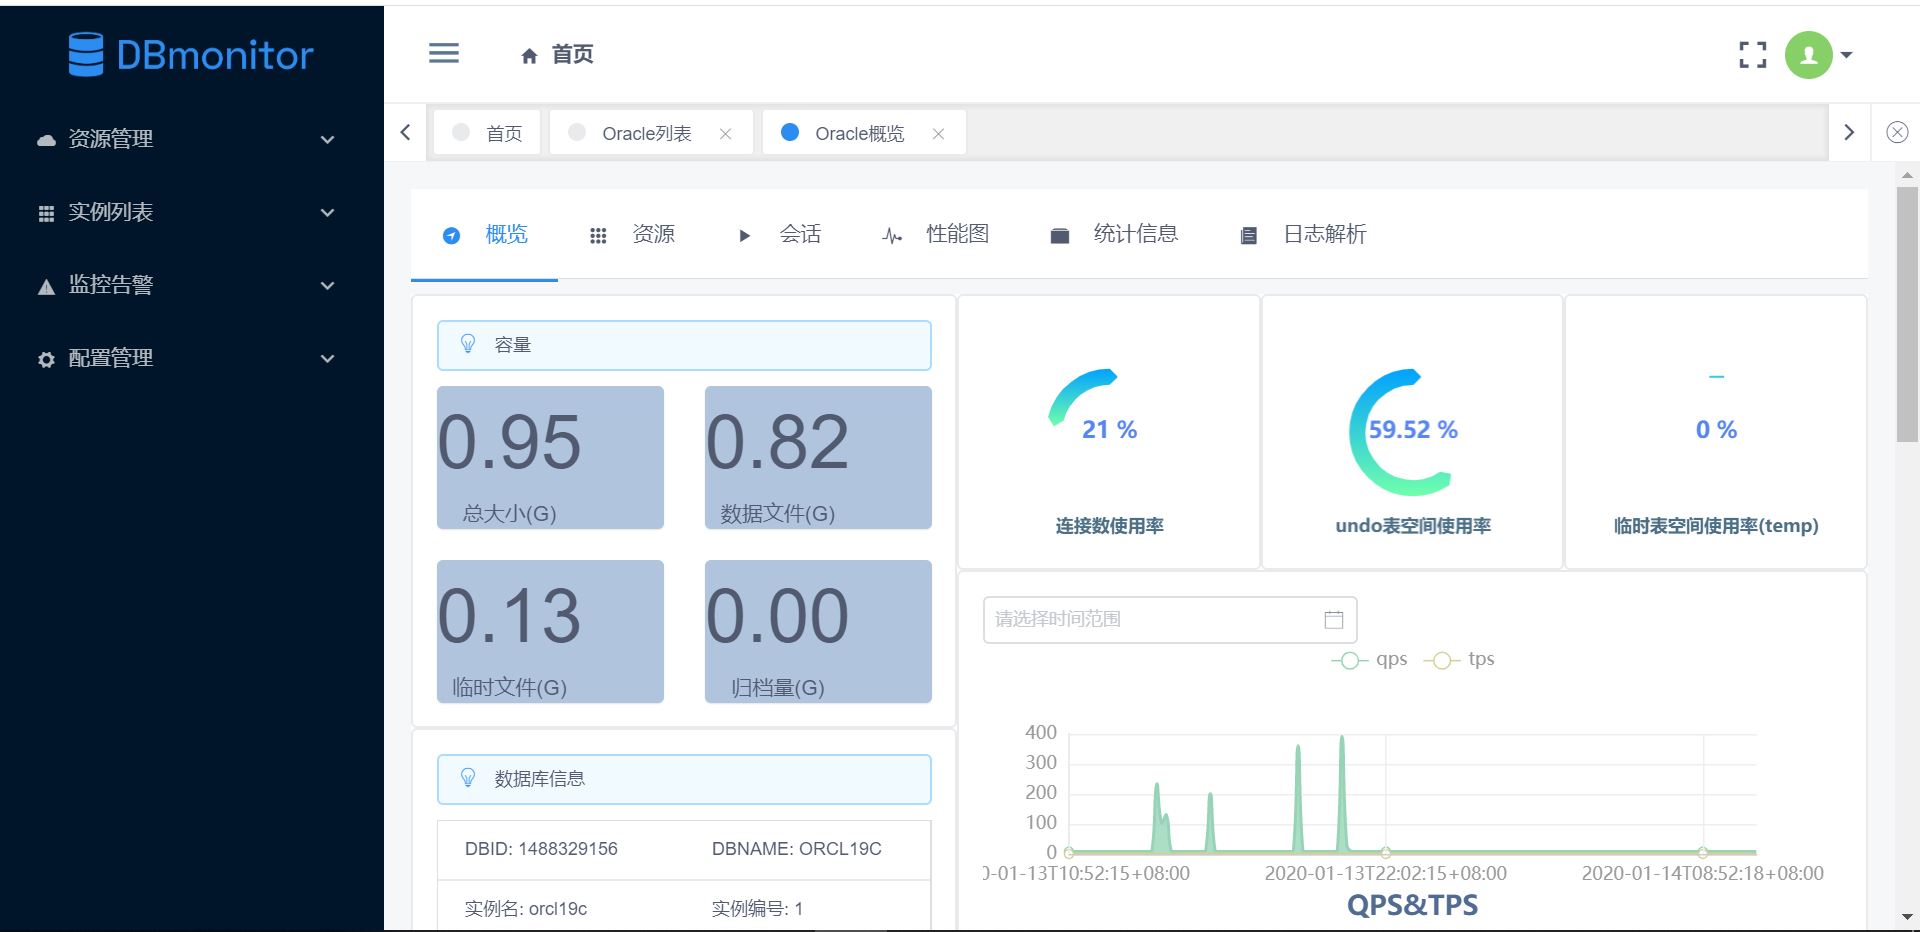 DBmonitor
首页
资源管理
实例列表
监控告警
配置管理
首页 Oracle列表 Oracle概览
概览 资源 会话 性能图 统计信息 日志解析
容量
0.95 0.82
总大小(G) 数据文件(G)
0.13 0.00
临时文件(G) 归档量(G)
21 % 59.52 % 0 %
连接数使用率 undo表空间使用率 临时表空间使用率(temp)
请选择时间范围
qps tps
400
300
200
100
0
0-01-13T10:52:15+08:00 2020-01-13T22:02:15+08:00 2020-01-14T08:52:18+08:00
QPS&TPS
数据库信息
DBID: 1488329156 DBNAME: ORCL19C
实例名: orcl19c 实例编号: 1